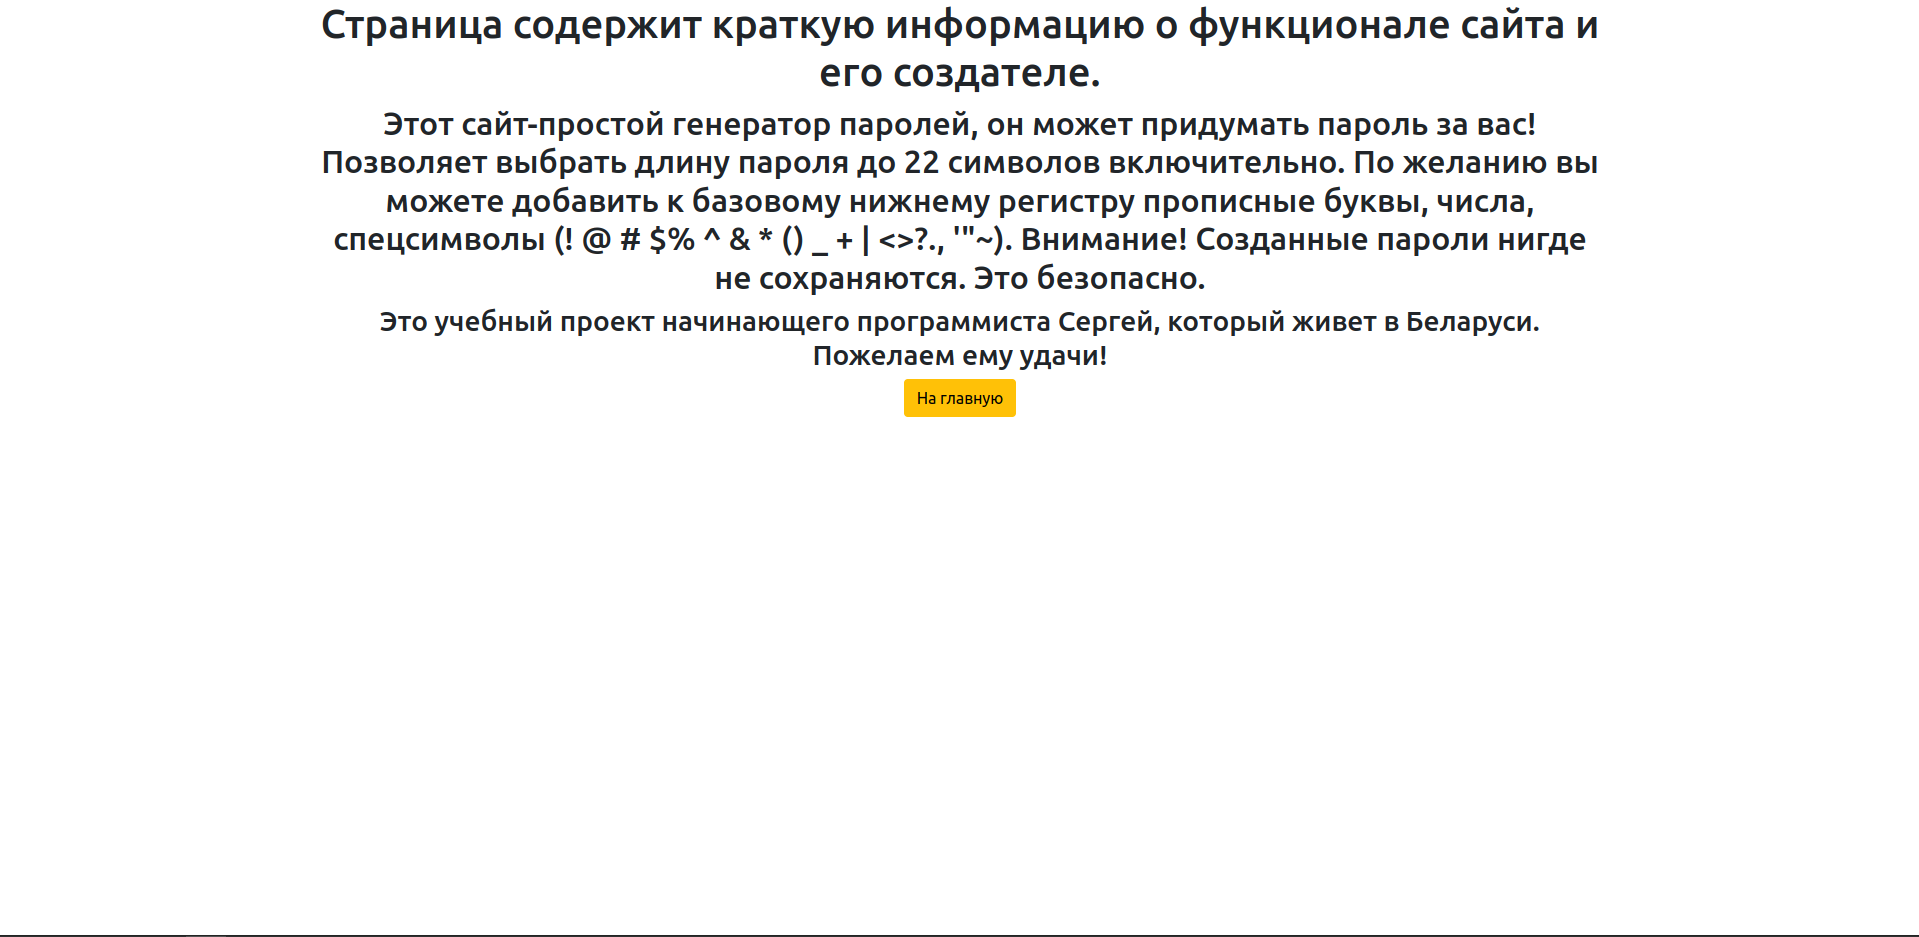 Страница содержит краткую информацию о функционале сайта и
его создателе.
Этот сайт-простой генератор паролей, он может придумать пароль за вас!
Позволяет выбрать длину пароля до 22 символов включительно. По желанию вы
можете добавить к базовому нижнему регистру прописные буквы, числа,
спецсимволы (! @ # $% ^ & * () _ + | <>?., '"~). Внимание! Созданные пароли нигде
не сохраняются. Это безопасно.
Это учебный проект начинающего программиста Сергей, который живет в Беларуси.
Пожелаем ему удачи!
На главную